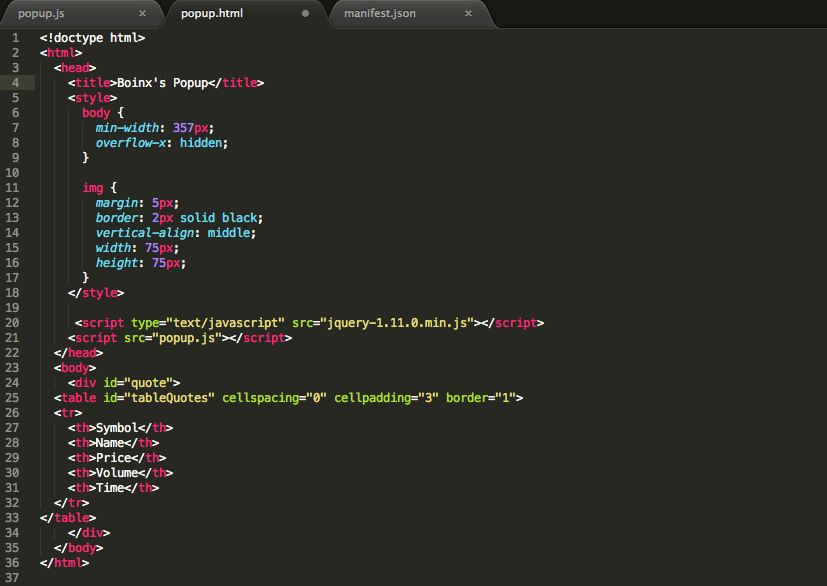 popup.js × popup.html manifest.json ×
1 <!doctype html>
2 <html>
3 <head>
4 <title>Boinx's Popup</title>
5 <style>
6 body {
7 min-width: 357px;
8 overflow-x: hidden;
9 }
10
11 img {
12 margin: 5px;
13 border: 2px solid black;
14 vertical-align: middle;
15 width: 75px;
16 height: 75px;
17 }
18 </style>
19
20 <script type="text/javascript" src="jquery-1.11.0.min.js"></script>
21 <script src="popup.js"></script>
22 </head>
23 <body>
24 <div id="quote">
25 <table id="tableQuotes" cellspacing="0" cellpadding="3" border="1">
26 <tr>
27 <th>Symbol</th>
28 <th>Name</th>
29 <th>Price</th>
30 <th>Volume</th>
31 <th>Time</th>
32 </tr>
33 </table>
34 </div>
35 </body>
36 </html>
37